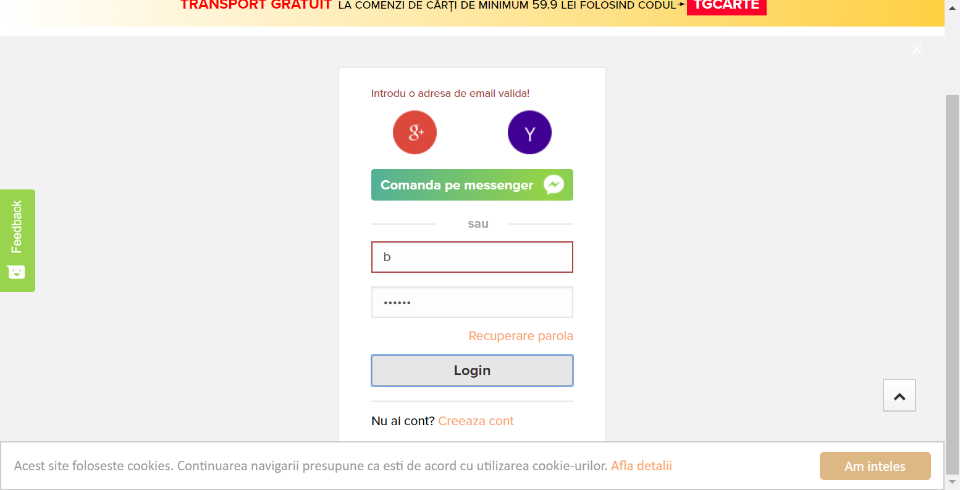 TRANSPORT GRATUIT LA COMENZI DE CĂRȚI DE MINIMUM 59.9 LEI FOLOSIND CODUL TGCARTE
Introdu o adresa de email valida!
g+ Y
Comanda pe messenger
sau
b
••••••
Recuperare parola
Login
Nu ai cont? Creeaza cont
Feedback
Acest site foloseste cookies. Continuarea navigarii presupune ca esti de acord cu utilizarea cookie-urilor. Afla detalii
Am inteles